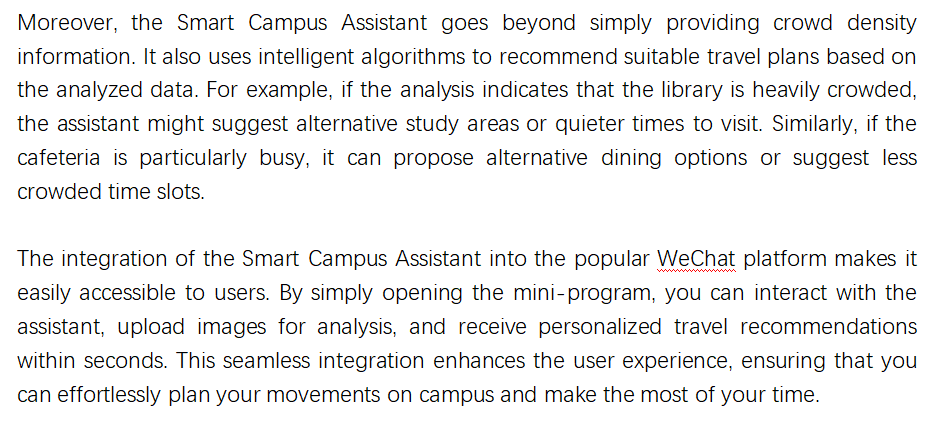 Moreover, the Smart Campus Assistant goes beyond simply providing crowd density
information. It also uses intelligent algorithms to recommend suitable travel plans based on
the analyzed data. For example, if the analysis indicates that the library is heavily crowded,
the assistant might suggest alternative study areas or quieter times to visit. Similarly, if the
cafeteria is particularly busy, it can propose alternative dining options or suggest less
crowded time slots.
The integration of the Smart Campus Assistant into the popular WeChat platform makes it
easily accessible to users. By simply opening the mini-program, you can interact with the
assistant, upload images for analysis, and receive personalized travel recommendations
within seconds. This seamless integration enhances the user experience, ensuring that you
can effortlessly plan your movements on campus and make the most of your time.